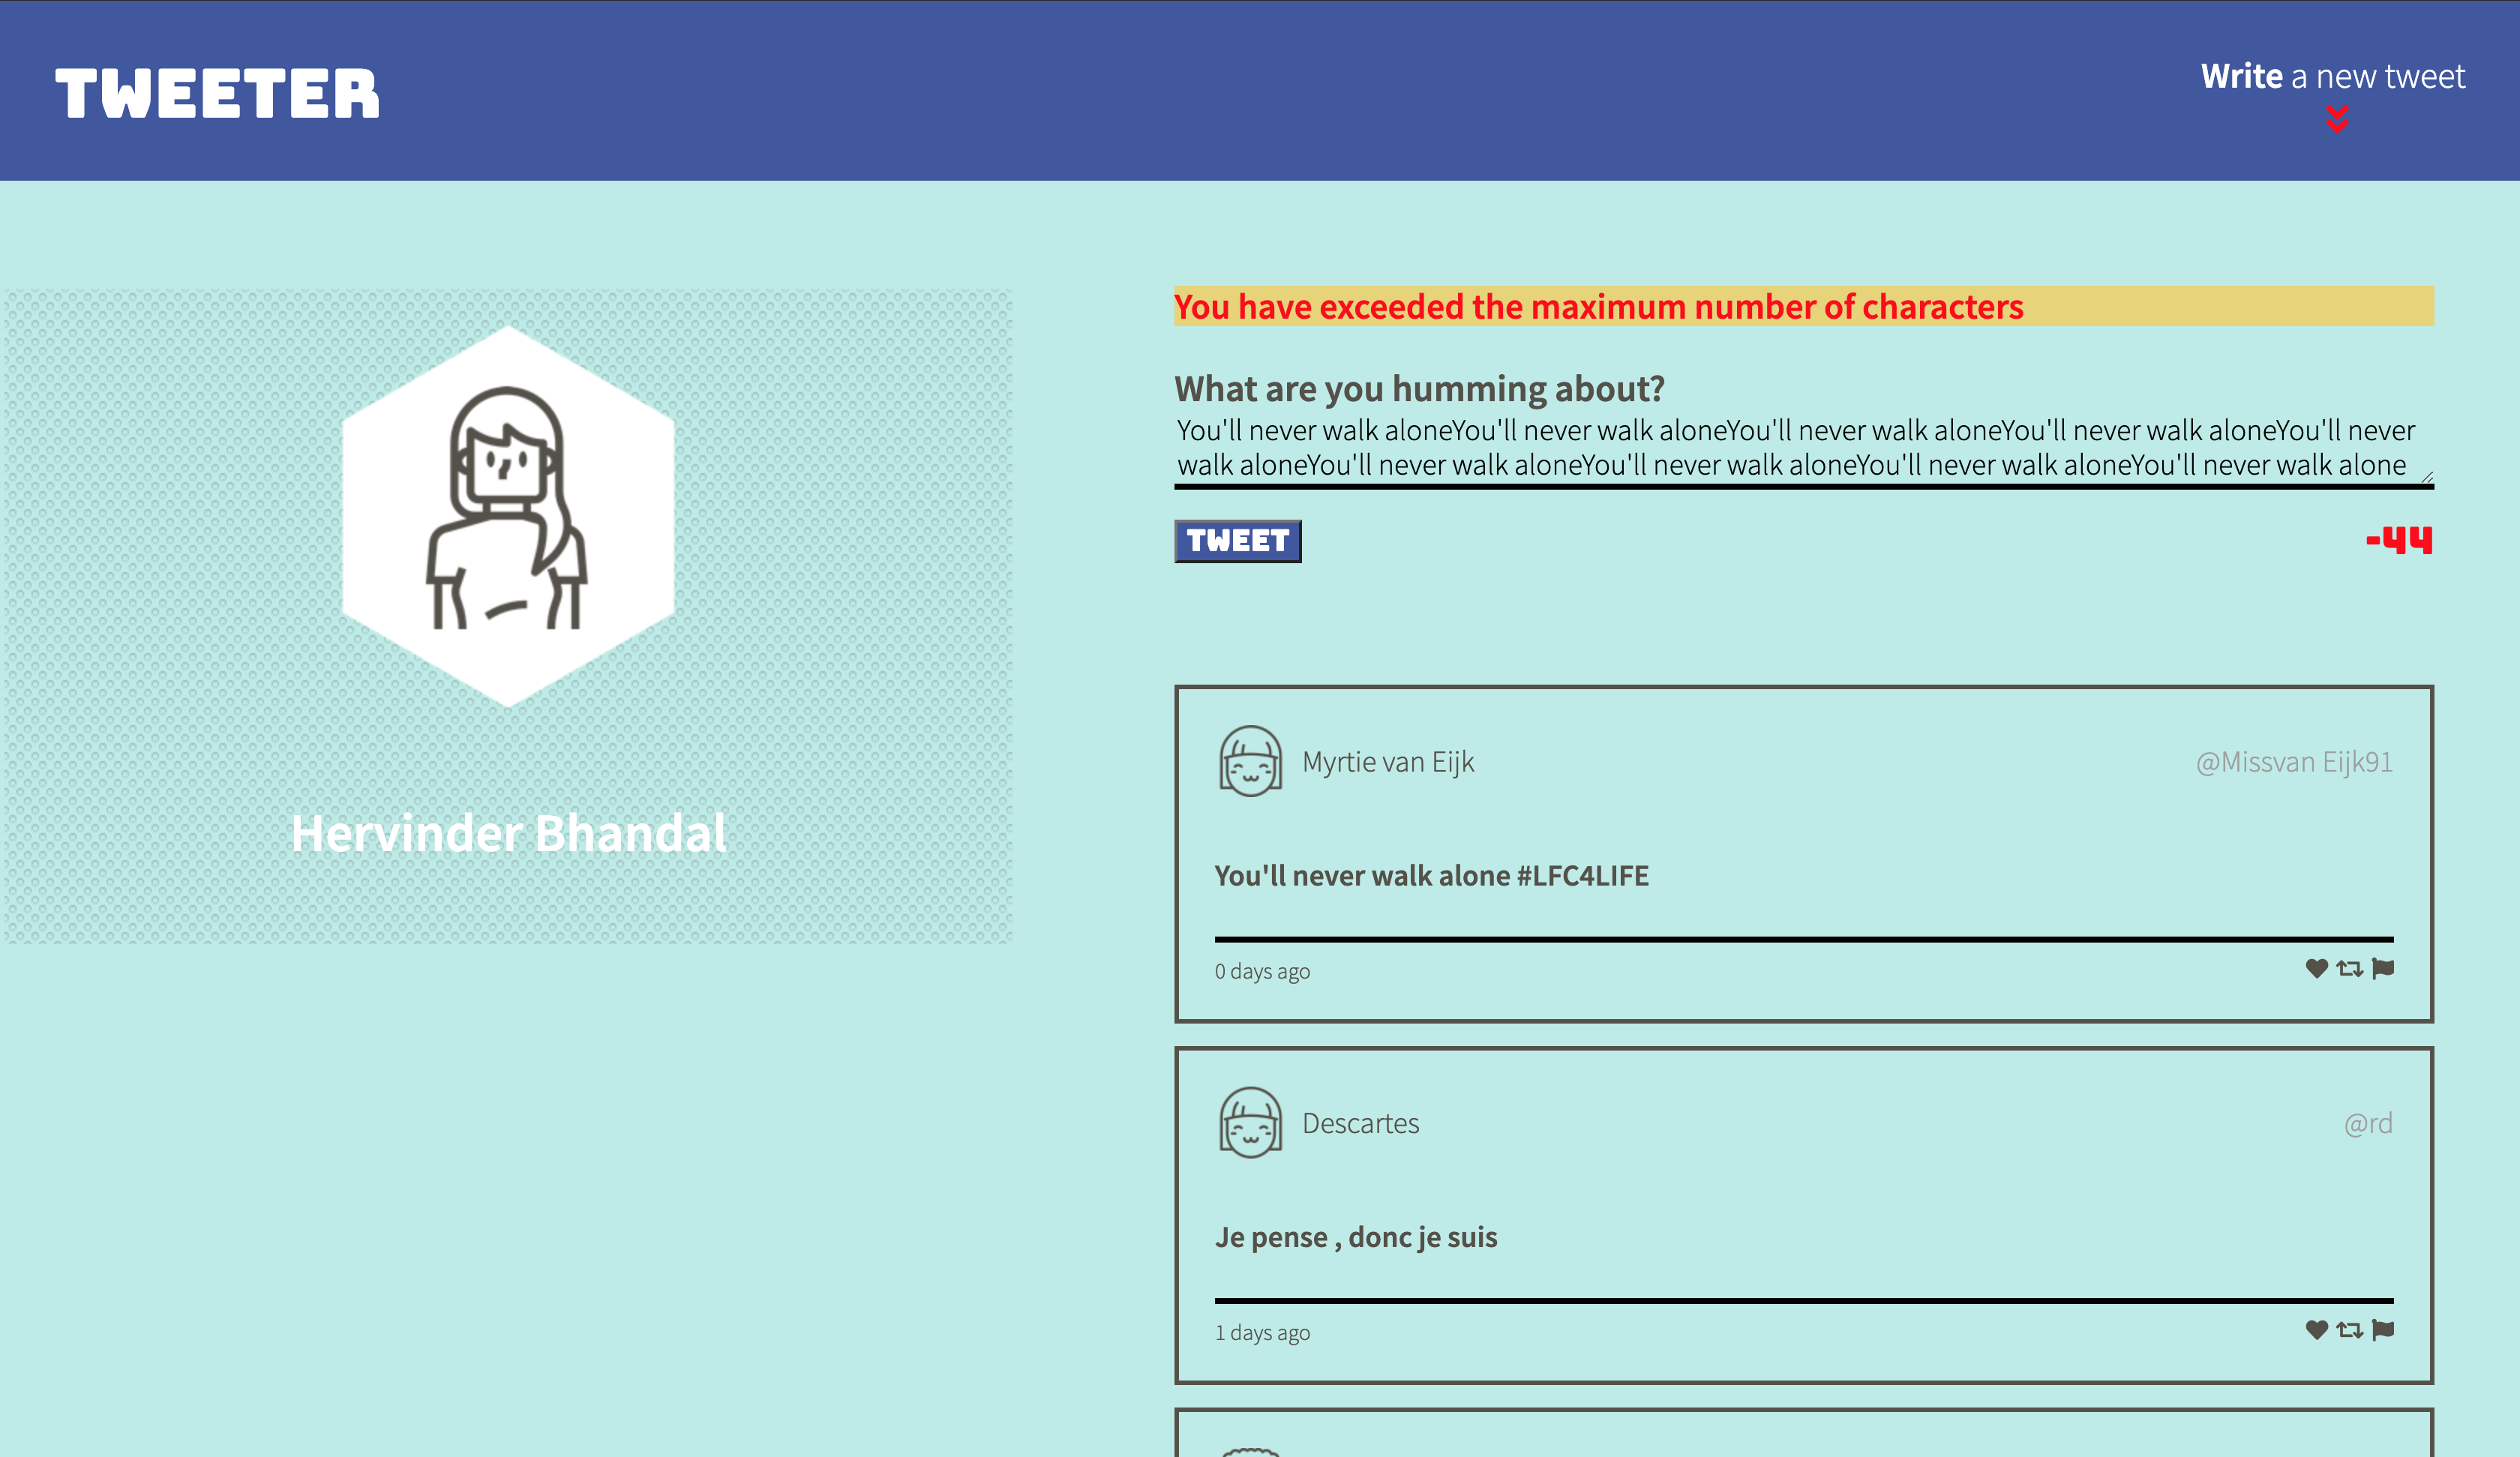 TWEETER
Write a new tweet
You have exceeded the maximum number of characters
What are you humming about?
You'll never walk aloneYou'll never walk aloneYou'll never walk aloneYou'll never walk aloneYou'll never
walk aloneYou'll never walk aloneYou'll never walk aloneYou'll never walk aloneYou'll never walk alone
TWEET
-44
Hervinder Bhandal
Myrtie van Eijk
@Missvan Eijk91
You'll never walk alone #LFC4LIFE
0 days ago
Descartes
@rd
Je pense , donc je suis
1 days ago